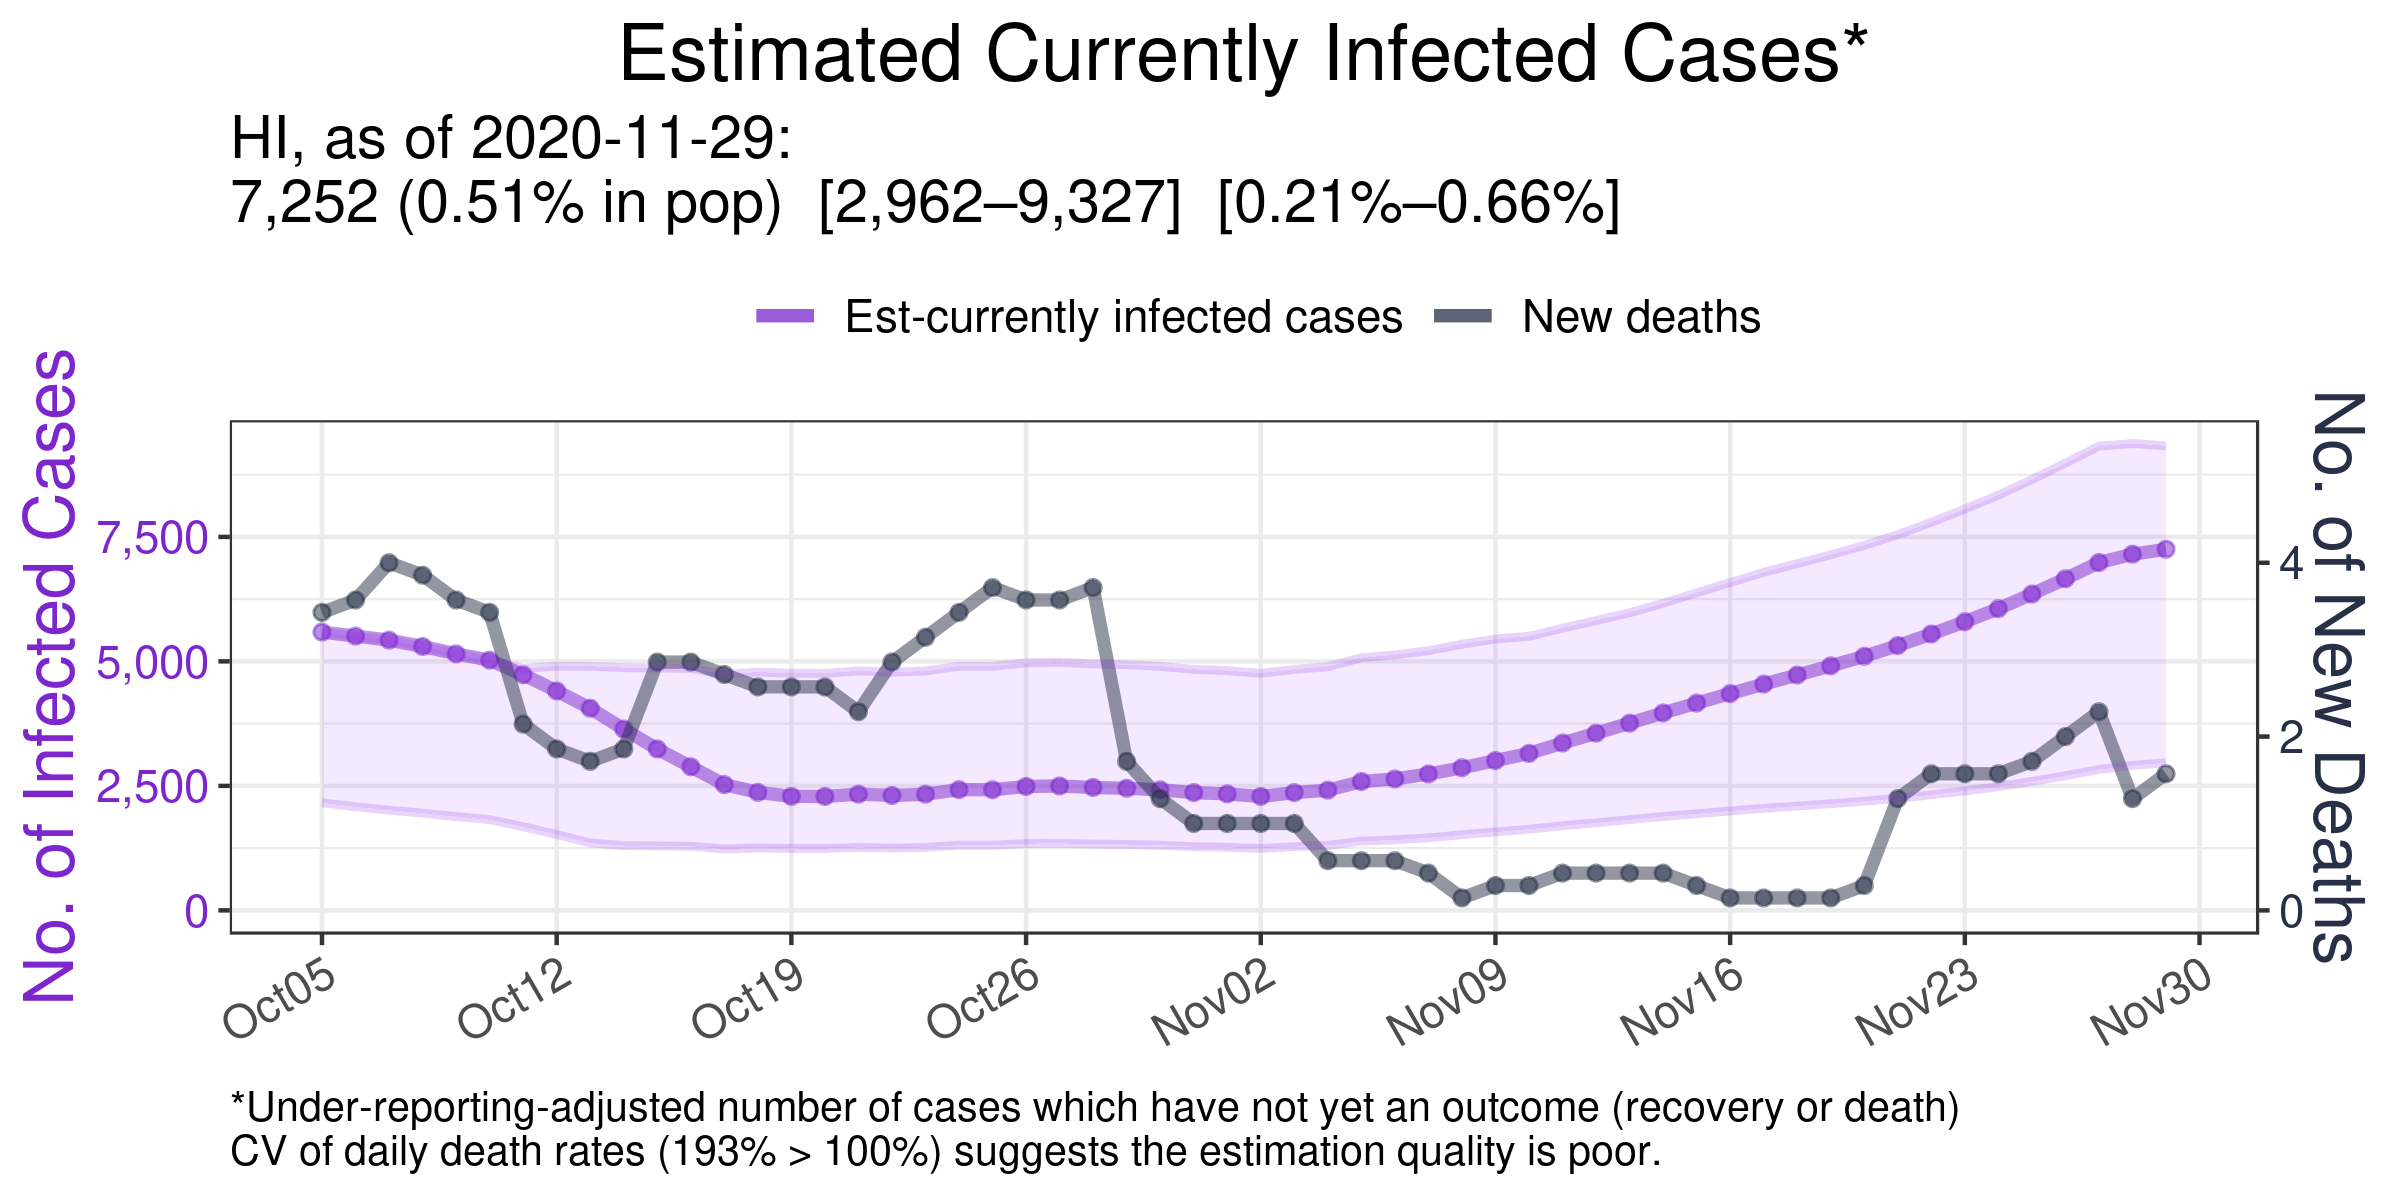 Estimated Currently Infected Cases*
HI, as of 2020-11-29:
7,252 (0.51% in pop)  [2,962–9,327]  [0.21%–0.66%]
Est-currently infected cases
New deaths
No. of Infected Cases
7,500
5,000
2,500
0
No. of New Deaths
4
2
0
Oct05
Oct12
Oct19
Oct26
Nov02
Nov09
Nov16
Nov23
Nov30
*Under-reporting-adjusted number of cases which have not yet an outcome (recovery or death)
CV of daily death rates (193% > 100%) suggests the estimation quality is poor.